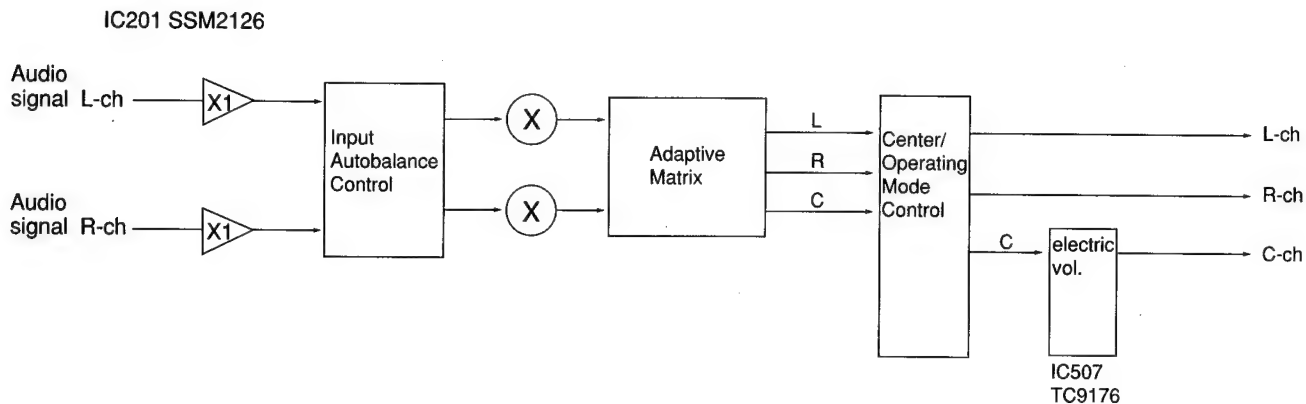 IC201 SSM2126
Audio
signal L-ch
X1
Input
Autobalance
Control
X
Adaptive
Matrix
L
R
C
Center/
Operating
Mode
Control
L-ch
R-ch
Audio
signal R-ch
X1
X
C
electric
vol.
C-ch
IC507
TC9176